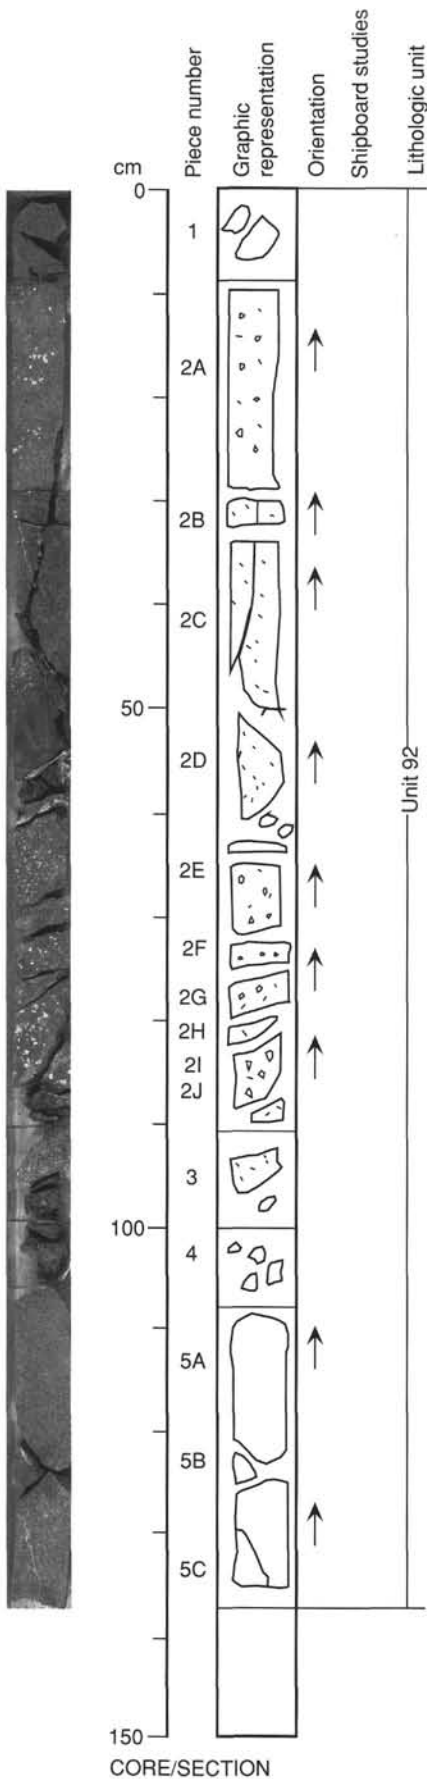 cm
Piece number
Graphic representation
Orientation
Shipboard studies
Lithologic unit
0
1
2A
2B
2C
50
2D
Unit 92
2E
2F
2G
2H
2I
2J
3
100
4
5A
5B
5C
150
CORE/SECTION